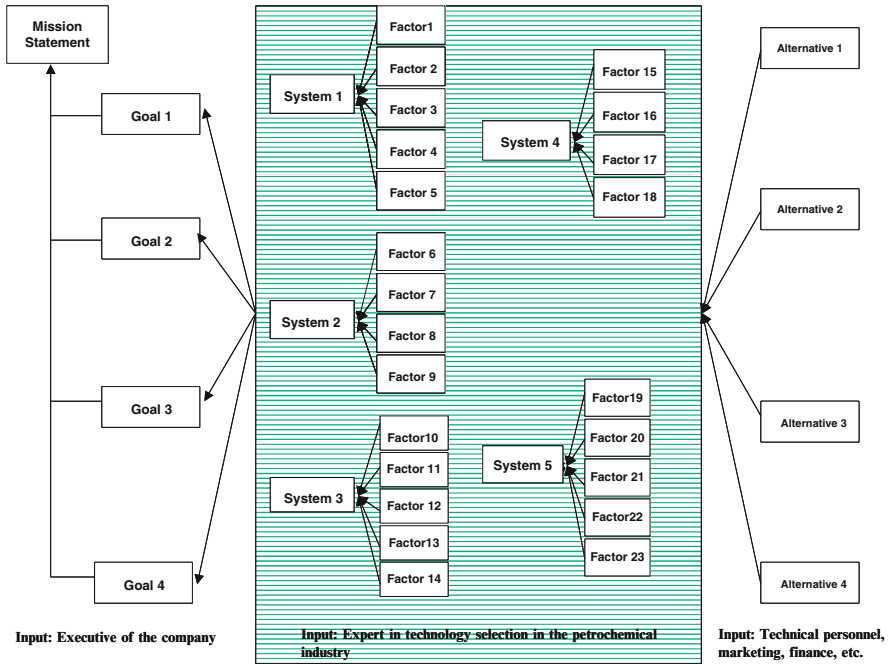 Mission
Statement
Goal 1
Goal 2
Goal 3
Goal 4
Input: Executive of the company
System 1
Factor1
Factor 2
Factor 3
Factor 4
Factor 5
System 2
Factor 6
Factor 7
Factor 8
Factor 9
System 3
Factor10
Factor 11
Factor 12
Factor13
Factor 14
System 4
Factor 15
Factor 16
Factor 17
Factor 18
System 5
Factor19
Factor 20
Factor 21
Factor22
Factor 23
Input: Expert in technology selection in the petrochemical
industry
Alternative 1
Alternative 2
Alternative 3
Alternative 4
Input: Technical personnel,
marketing, finance, etc.